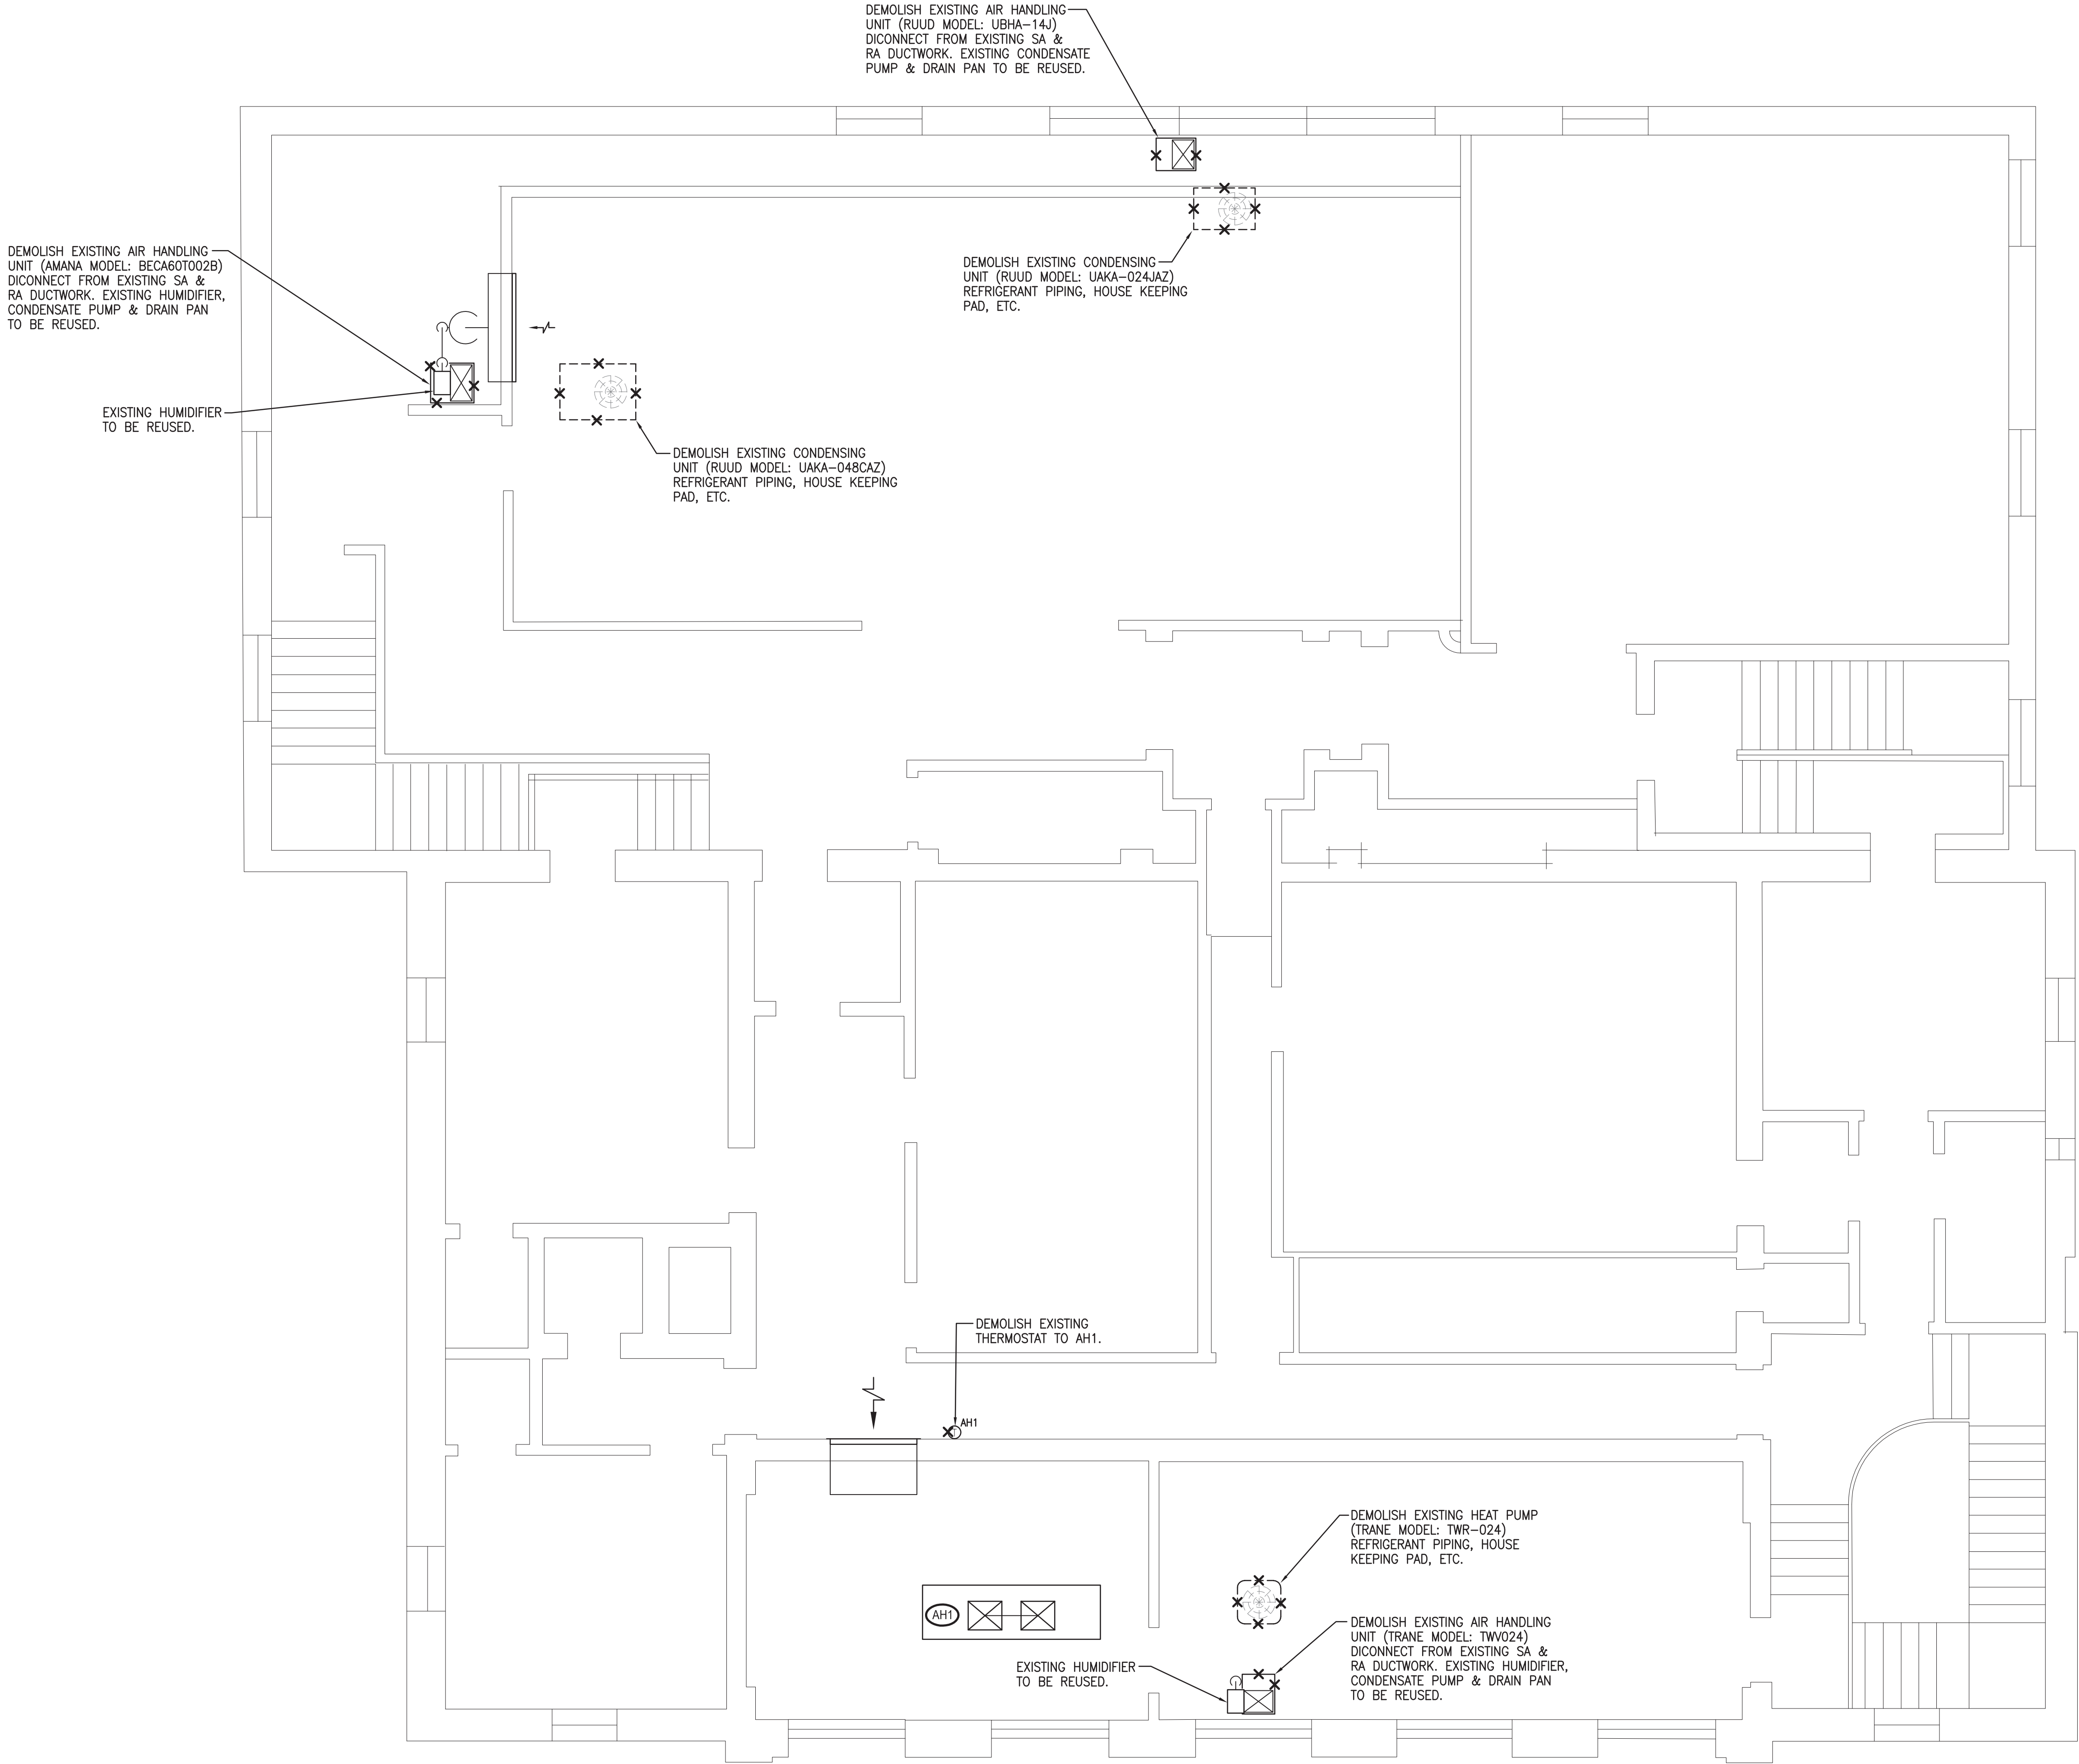 DEMOLISH EXISTING AIR HANDLING
UNIT (RUUD MODEL: UBHA-14J)
DICONNECT FROM EXISTING SA &
RA DUCTWORK. EXISTING CONDENSATE
PUMP & DRAIN PAN TO BE REUSED.
DEMOLISH EXISTING AIR HANDLING
UNIT (AMANA MODEL: BECA60T002B)
DICONNECT FROM EXISTING SA &
RA DUCTWORK. EXISTING HUMIDIFIER,
CONDENSATE PUMP & DRAIN PAN
TO BE REUSED.
DEMOLISH EXISTING CONDENSING
UNIT (RUUD MODEL: UAKA-024JAZ)
REFRIGERANT PIPING, HOUSE KEEPING
PAD, ETC.
EXISTING HUMIDIFIER
TO BE REUSED.
DEMOLISH EXISTING CONDENSING
UNIT (RUUD MODEL: UAKA-048CAZ)
REFRIGERANT PIPING, HOUSE KEEPING
PAD, ETC.
DEMOLISH EXISTING
THERMOSTAT TO AH1.
AH1
T
DEMOLISH EXISTING HEAT PUMP
(TRANE MODEL: TWR-024)
REFRIGERANT PIPING, HOUSE
KEEPING PAD, ETC.
AH1
DEMOLISH EXISTING AIR HANDLING
UNIT (TRANE MODEL: TWV024)
DICONNECT FROM EXISTING SA &
RA DUCTWORK. EXISTING HUMIDIFIER,
CONDENSATE PUMP & DRAIN PAN
TO BE REUSED.
EXISTING HUMIDIFIER
TO BE REUSED.